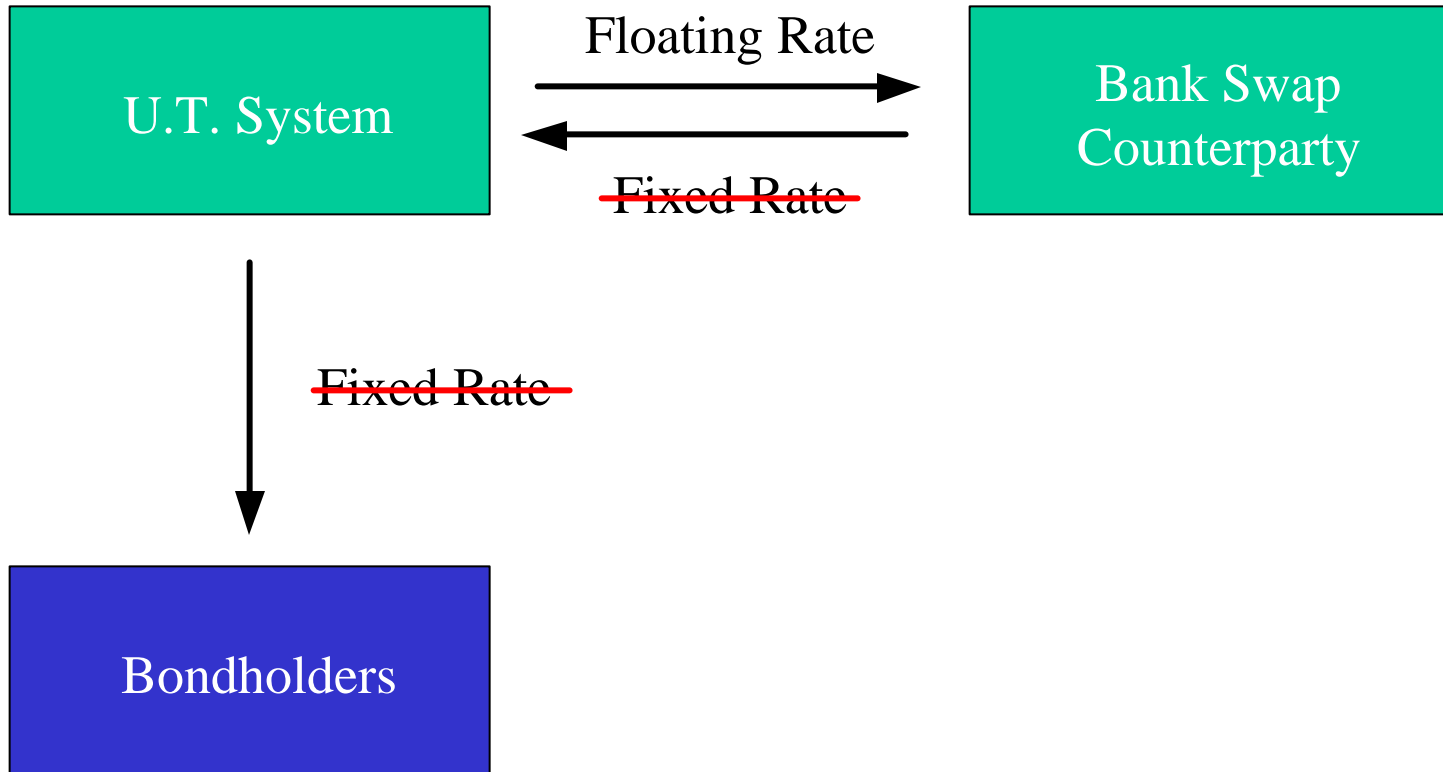 Floating Rate
U.T. System
Bank Swap
Counterparty
Fixed Rate
Fixed Rate
Bondholders